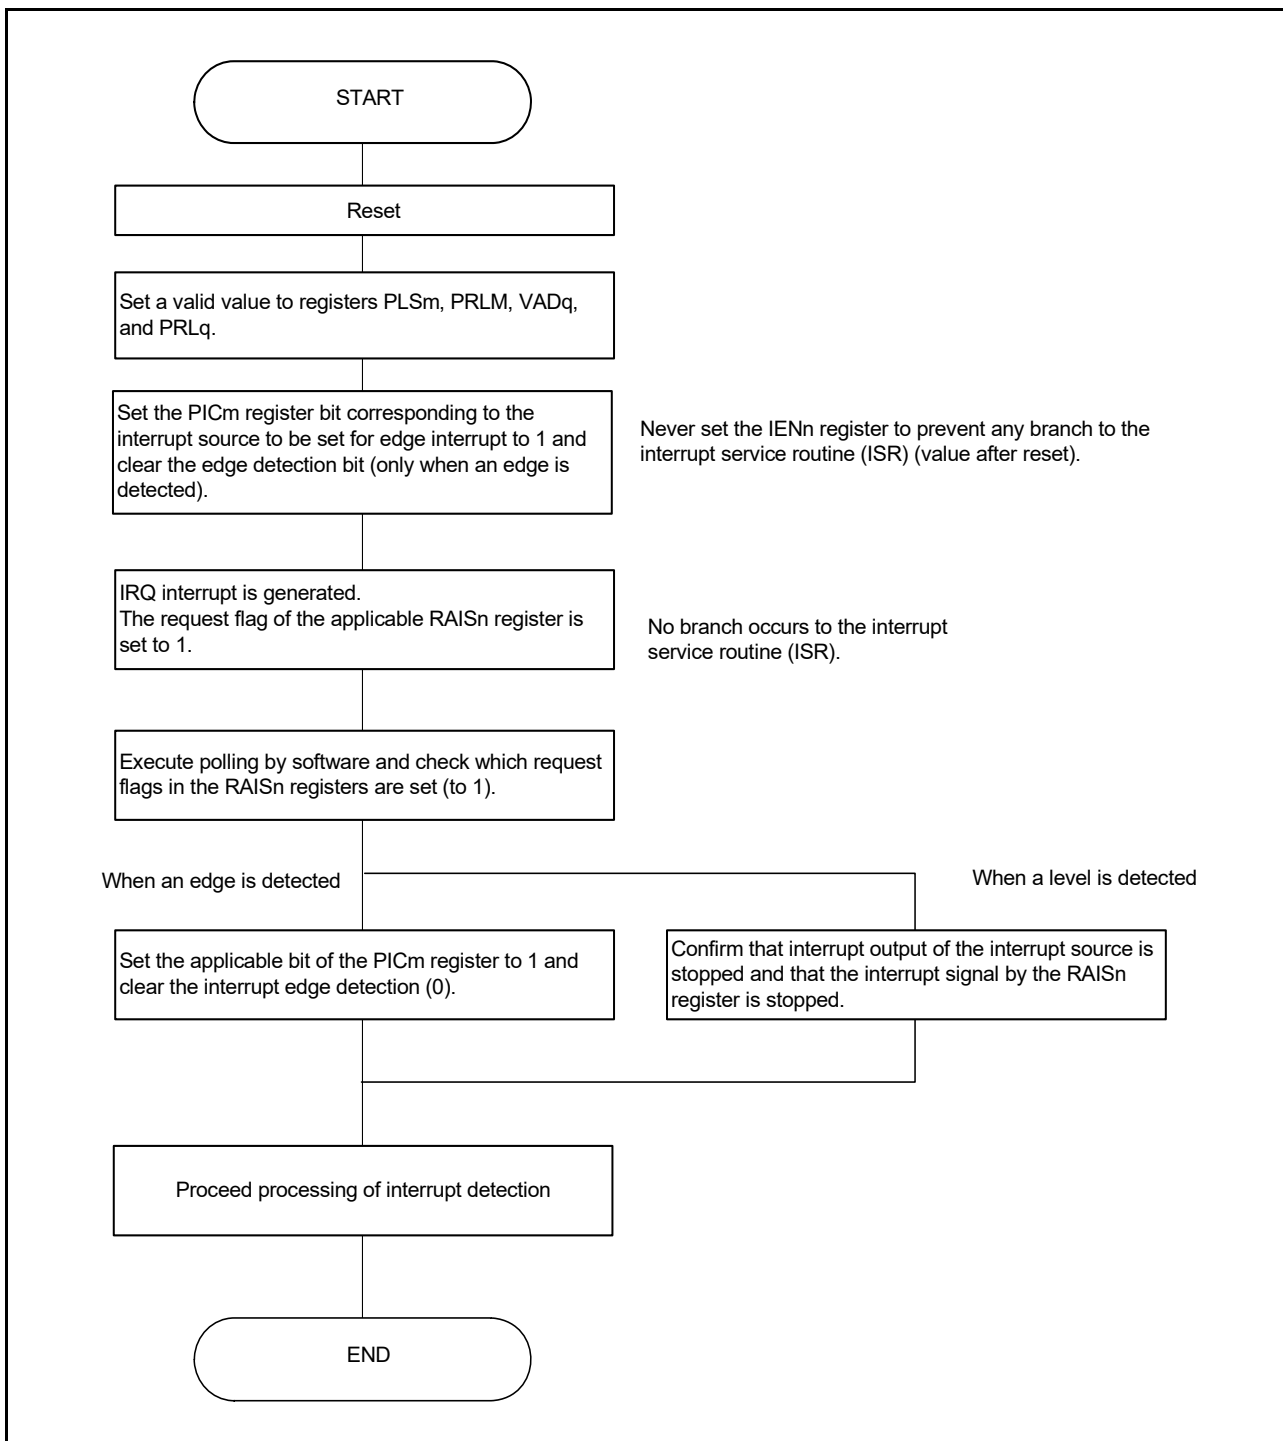 START
Reset
Set a valid value to registers PLSm, PRLM, VADq,
and PRLq.
Set the PICm register bit corresponding to the
interrupt source to be set for edge interrupt to 1 and
clear the edge detection bit (only when an edge is
detected).
Never set the IENn register to prevent any branch to the
interrupt service routine (ISR) (value after reset).
IRQ interrupt is generated.
The request flag of the applicable RAISn register is
set to 1.
No branch occurs to the interrupt
service routine (ISR).
Execute polling by software and check which request
flags in the RAISn registers are set (to 1).
When an edge is detected
When a level is detected
Set the applicable bit of the PICm register to 1 and
clear the interrupt edge detection (0).
Confirm that interrupt output of the interrupt source is
stopped and that the interrupt signal by the RAISn
register is stopped.
Proceed processing of interrupt detection
END